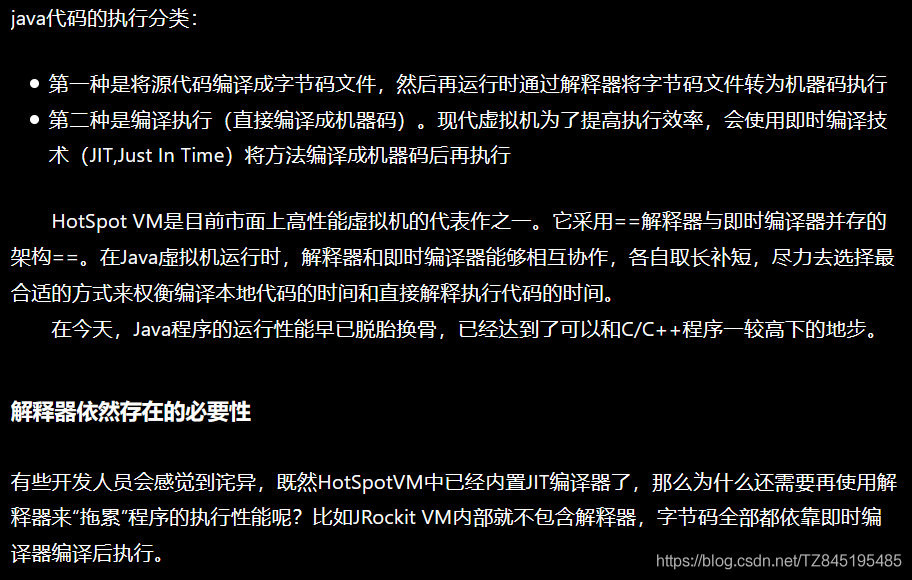 java代码的执行分类：
第一种是将源代码编译成字节码文件，然后再运行时通过解释器将字节码文件转为机器码执行
第二种是编译执行（直接编译成机器码）。现代虚拟机为了提高执行效率，会使用即时编译技
术（JIT,Just In Time）将方法编译成机器码后再执行
HotSpot VM是目前市面上高性能虚拟机的代表作之一。它采用==解释器与即时编译器并存的
架构==。在Java虚拟机运行时，解释器和即时编译器能够相互协作，各自取长补短，尽力去选择最
合适的方式来权衡编译本地代码的时间和直接解释执行代码的时间。
在今天，Java程序的运行性能早已脱胎换骨，已经达到了可以和C/C++程序一较高下的地步。
解释器依然存在的必要性
有些开发人员会感觉到诧异，既然HotSpotVM中已经内置JIT编译器了，那么为什么还需要再使用解
释器来“拖累”程序的执行性能呢？比如JRockit VM内部就不包含解释器，字节码全部都依靠即时编
译器编译后执行。
https://blog.csdn.net/TZ845195485